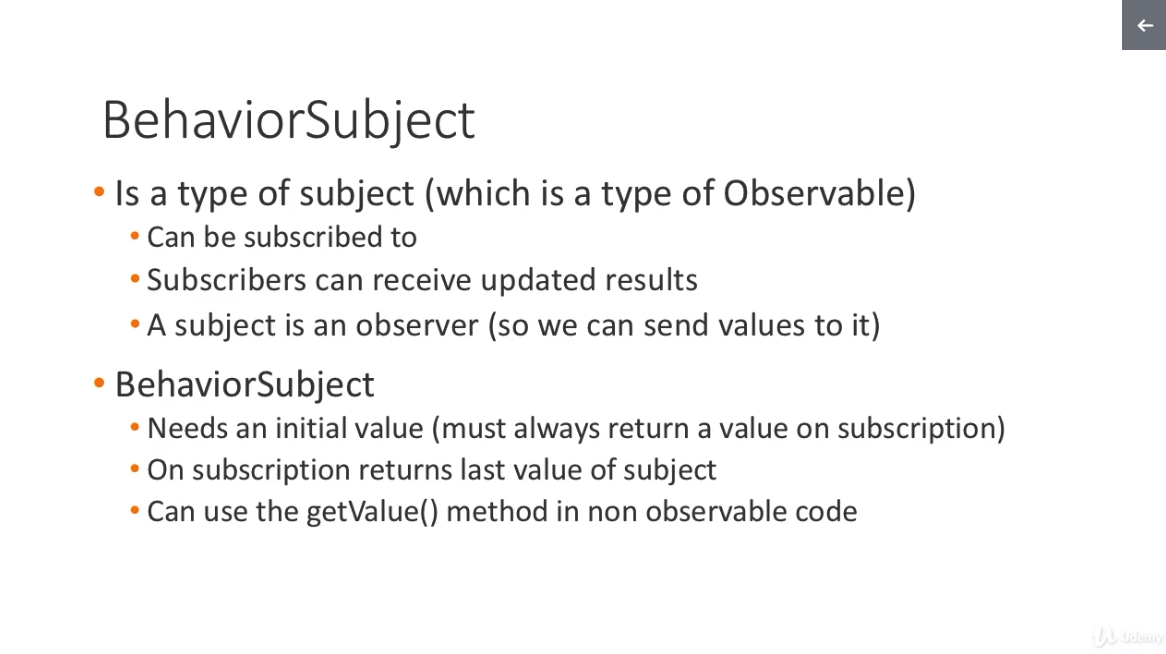 BehaviorSubject
• Is a type of subject (which is a type of Observable)
• Can be subscribed to
• Subscribers can receive updated results
• A subject is an observer (so we can send values to it)
• BehaviorSubject
• Needs an initial value (must always return a value on subscription)
• On subscription returns last value of subject
• Can use the getValue() method in non observable code
Udemy